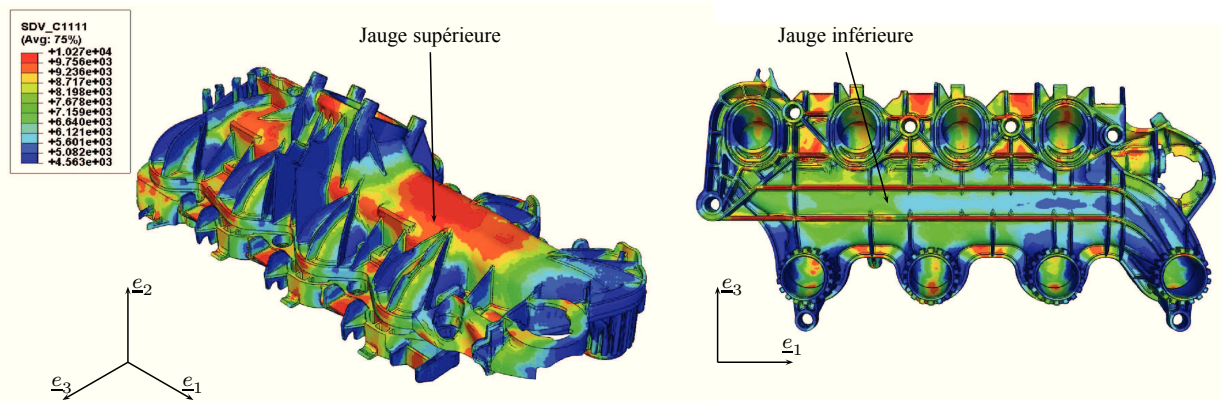 SDV_C1111
(Avg: 75%)
+1.027e+04
+9.756e+03
+9.236e+03
+8.717e+03
+8.198e+03
+7.678e+03
+7.159e+03
+6.640e+03
+6.121e+03
+5.601e+03
+5.082e+03
+4.563e+03
Jauge supérieure
Jauge inférieure
e2
e3
e1
e3
e1